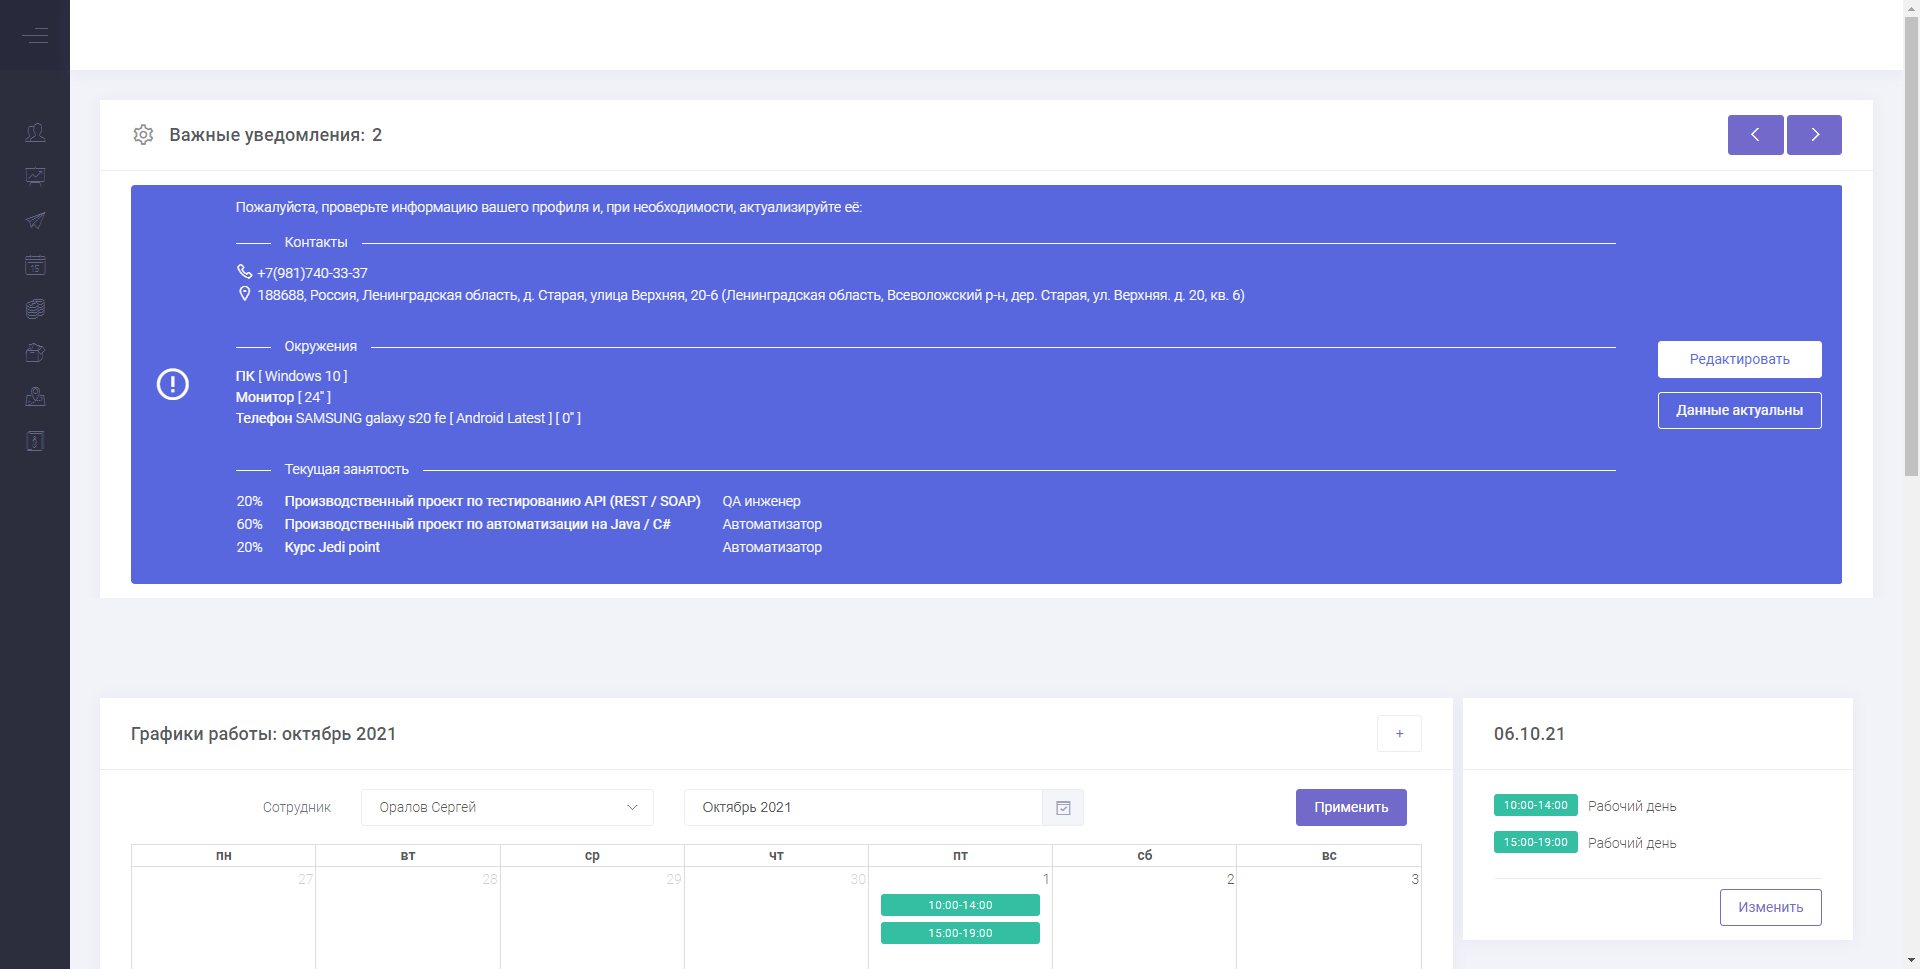 Важные уведомления: 2
Пожалуйста, проверьте информацию вашего профиля и, при необходимости, актуализируйте её:
Контакты
+7(981)740-33-37
188688, Россия, Ленинградская область, д. Старая, улица Верхняя, 20-6 (Ленинградская область, Всеволожский р-н, дер. Старая, ул. Верхняя. д. 20, кв. 6)
Окружения
ПК [ Windows 10 ]
Монитор [ 24" ]
Телефон SAMSUNG galaxy s20 fe [ Android Latest ] [ 0" ]
Редактировать
Данные актуальны
Текущая занятость
20% Производственный проект по тестированию API (REST / SOAP) QA инженер
60% Производственный проект по автоматизации на Java / C# Автоматизатор
20% Курс Jedi point Автоматизатор
Графики работы: октябрь 2021
+
Сотрудник Оралов Сергей Октябрь 2021 Применить
пн вт ср чт пт сб вс
27 28 29 30 1 2 3
10:00-14:00
15:00-19:00
06.10.21
10:00-14:00 Рабочий день
15:00-19:00 Рабочий день
Изменить
15